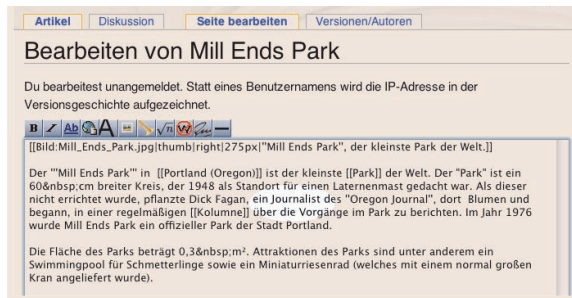 Artikel Diskussion Seite bearbeiten Versionen/Autoren
Bearbeiten von Mill Ends Park
Du bearbeitest unangemeldet. Statt eines Benutzernamens wird die IP-Adresse in der
Versionsgeschichte aufgezeichnet.
B I Ab A √n W
[[Bild:Mill_Ends_Park.jpg|thumb|right|275px|"Mill Ends Park", der kleinste Park der Welt.]]
Der '"Mill Ends Park"' in [[Portland (Oregon)]] ist der kleinste [[Park]] der Welt. Der "Park" ist ein
60&nbsp;cm breiter Kreis, der 1948 als Standort für einen Laternenmast gedacht war. Als dieser
nicht errichtet wurde, pflanzte Dick Fagan, ein Journalist des "Oregon Journal", dort Blumen und
begann, in einer regelmäßigen [[Kolumne]] über die Vorgänge im Park zu berichten. Im Jahr 1976
wurde Mill Ends Park ein offizieller Park der Stadt Portland.
Die Fläche des Parks beträgt 0,3&nbsp;m². Attraktionen des Parks sind unter anderem ein
Swimmingpool für Schmetterlinge sowie ein Miniaturriesenrad (welches mit einem normal großen
Kran angeliefert wurde).